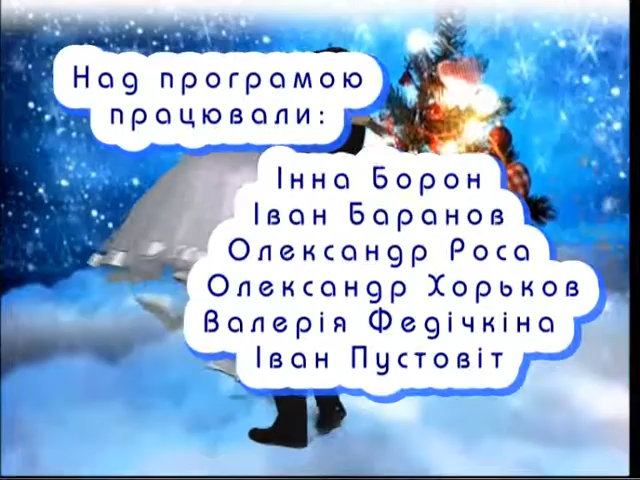 Над програмою
працювали:
Інна Борон
Іван Баранов
Олександр Роса
Олександр Хорьков
Валерія Федічкіна
Іван Пустовіт